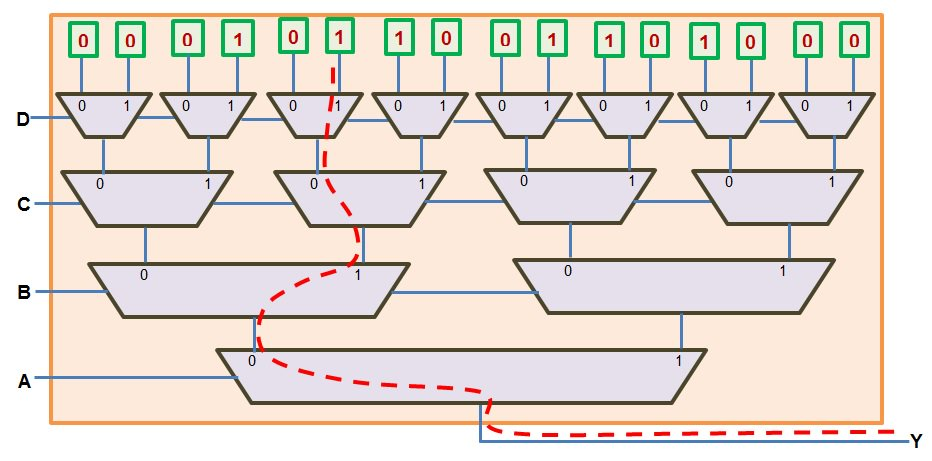 0 0 0 1 0 1 1 0 0 1 1 0 1 0 0 0
D 0 1 0 1 0 1 0 1 0 1 0 1 0 1 0 1
C 0 1 0 1 0 1 0 1
B 0 1 0 1
A 0 1
Y